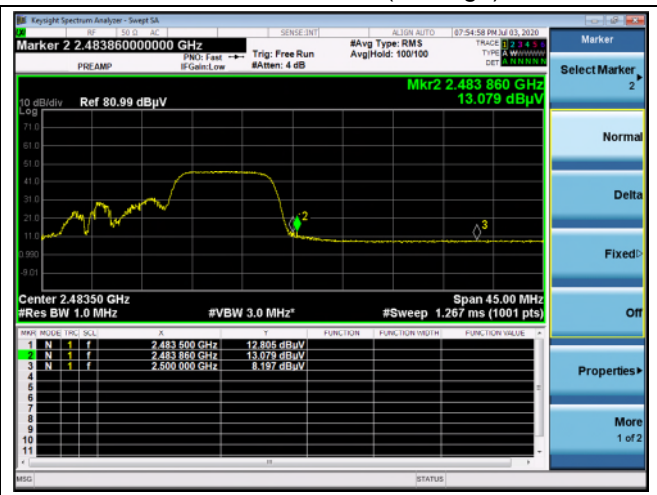 Keysight Spectrum Analyzer - Swept SA
RF 50 Ω AC SENSE:INT ALIGN AUTO 07:54:58 PM Jul 03, 2020
Marker 2 2.483860000000 GHz
#Avg Type: RMS
TRACE 1 2 3 4 5 6
PNO: Fast Trig: Free Run Avg|Hold: 100/100
TYPE A WWWWW
PREAMP IFGain:Low #Atten: 4 dB
DET A N N N N N
Mkr2 2.483 860 GHz
10 dB/div Ref 80.99 dBµV 13.079 dBµV
Log
71.0
61.0
51.0
41.0
31.0
21.0
2
3
11.0
0.990
-9.01
Center 2.48350 GHz Span 45.00 MHz
#Res BW 1.0 MHz #VBW 3.0 MHz* #Sweep 1.267 ms (1001 pts)
MKR MODE TRC SCL X Y FUNCTION FUNCTION WIDTH FUNCTION VALUE
1 N 1 f 2.483 500 GHz 12.805 dBµV
2 N 1 f 2.483 860 GHz 13.079 dBµV
3 N 1 f 2.500 000 GHz 8.197 dBµV
4
5
6
7
8
9
10
11
MSG STATUS
Marker
Select Marker
2
Normal
Delta
Fixed
Off
Properties
More
1 of 2